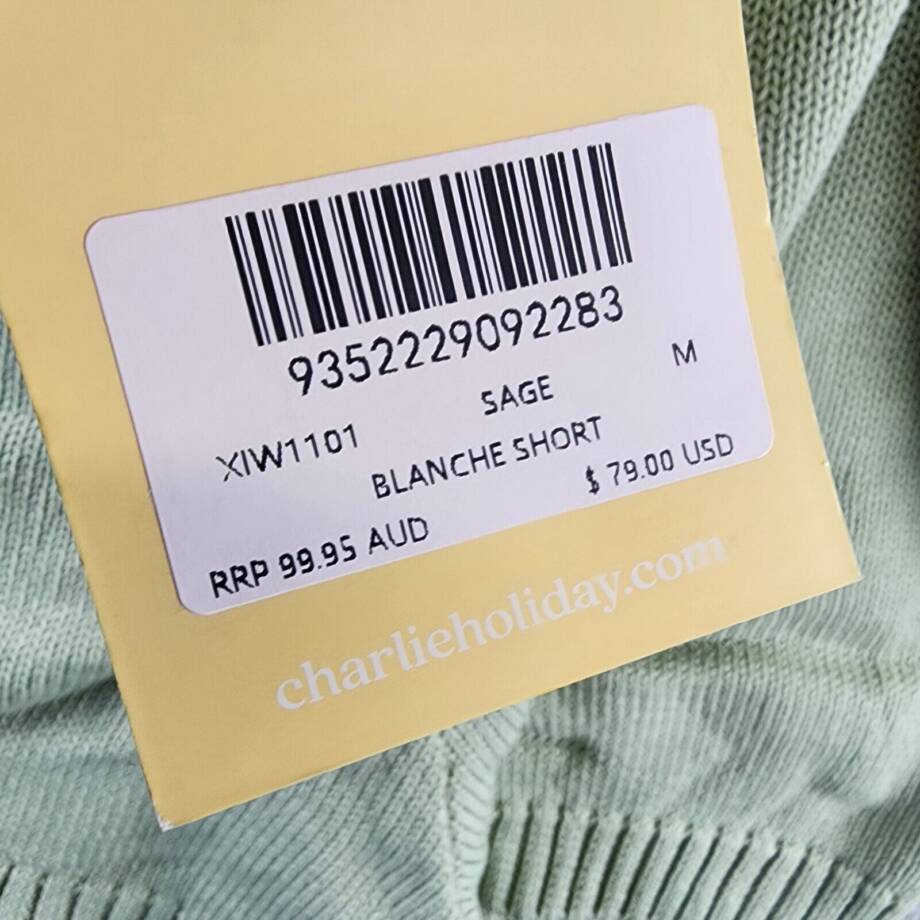 9352229092283
SAGE M
XIW1101
BLANCHE SHORT
$ 79.00 USD
RRP 99.95 AUD
charlieholiday.com